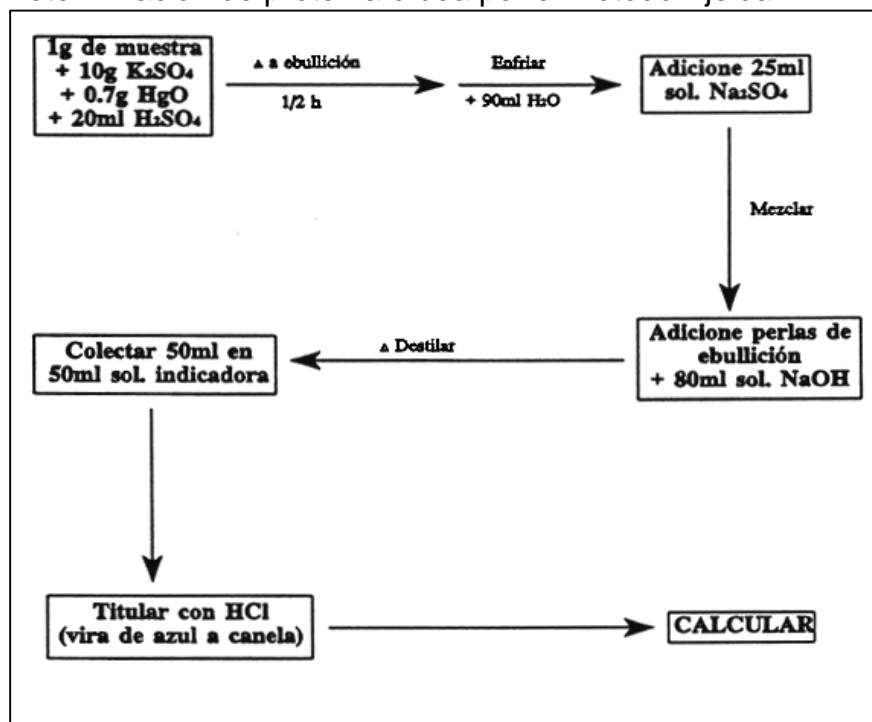 1g de muestra
+ 10g K₂SO₄
+ 0.7g HgO
+ 20ml H₂SO₄
▵ a ebullición
1/2 h
Enfriar
+ 90ml H₂O
Adicione 25ml
sol. Na₂SO₄
Mezclar
Adicione perlas de
ebullición
+ 80ml sol. NaOH
▵ Destilar
Colectar 50ml en
50ml sol. indicadora
Titular con HCl
(vira de azul a canela)
CALCULAR